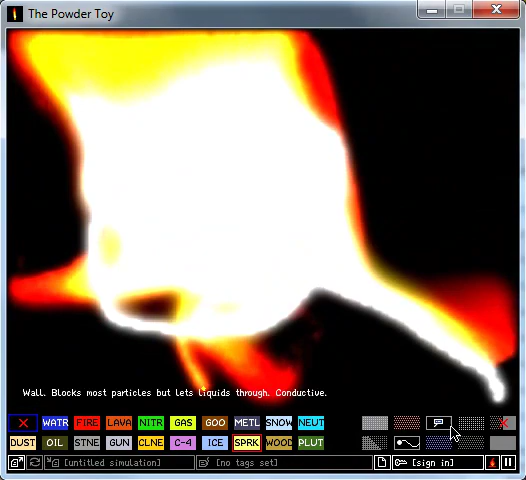 The Powder Toy
Wall. Blocks most particles but lets liquids through. Conductive.
WATR FIRE LAVA NITR GAS GOO METL SNOW NEUT
DUST OIL STNE GUN CLNE C-4 ICE SPRK WOOD PLUT
[untitled simulation] [no tags set] [sign in]